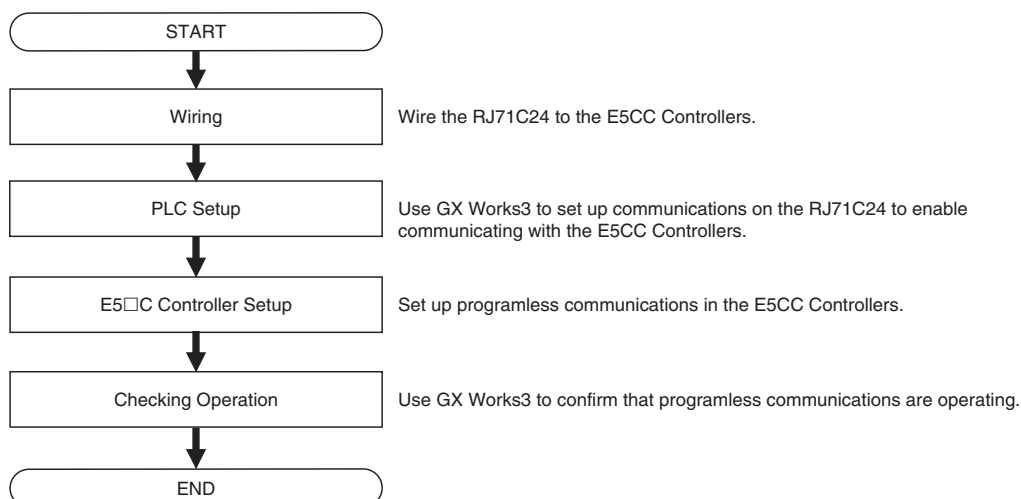 START
Wiring
Wire the RJ71C24 to the E5CC Controllers.
PLC Setup
Use GX Works3 to set up communications on the RJ71C24 to enable
communicating with the E5CC Controllers.
E5□C Controller Setup
Set up programless communications in the E5CC Controllers.
Checking Operation
Use GX Works3 to confirm that programless communications are operating.
END